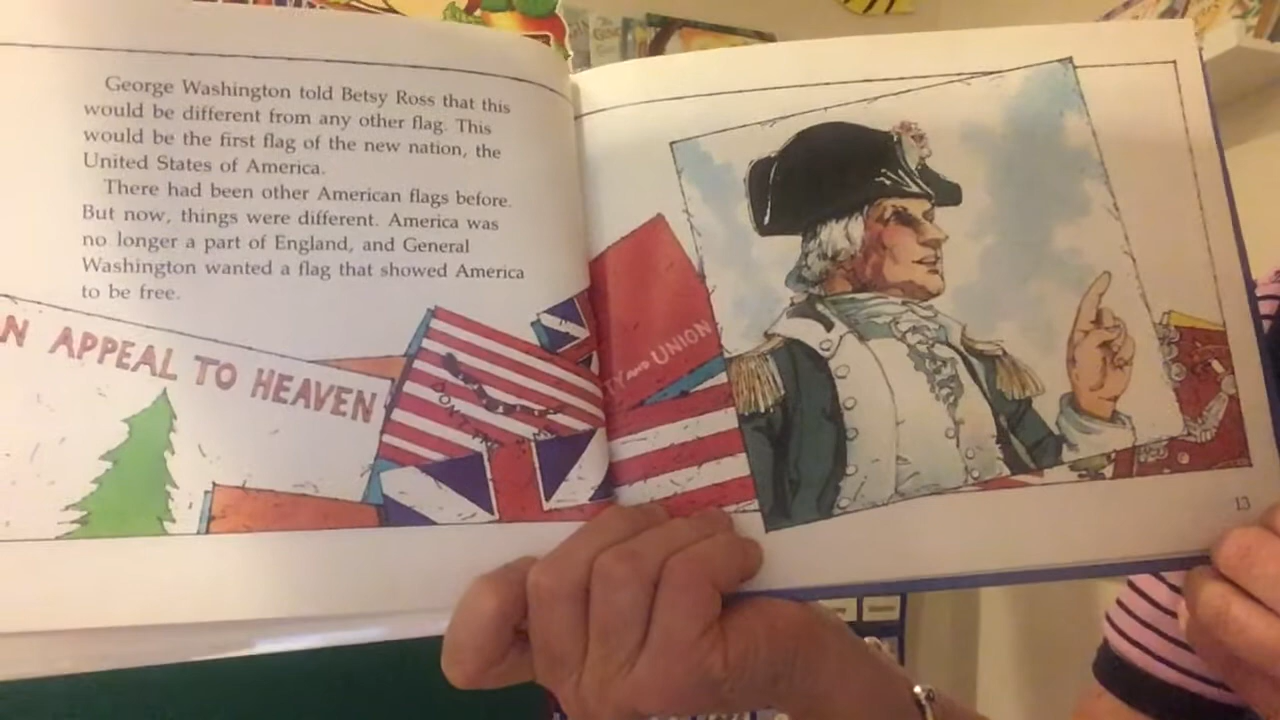 George Washington told Betsy Ross that this
would be different from any other flag. This
would be the first flag of the new nation, the
United States of America.
There had been other American flags before.
But now, things were different. America was
no longer a part of England, and General
Washington wanted a flag that showed America
to be free.
N APPEAL TO HEAVEN
TY AND UNION
13